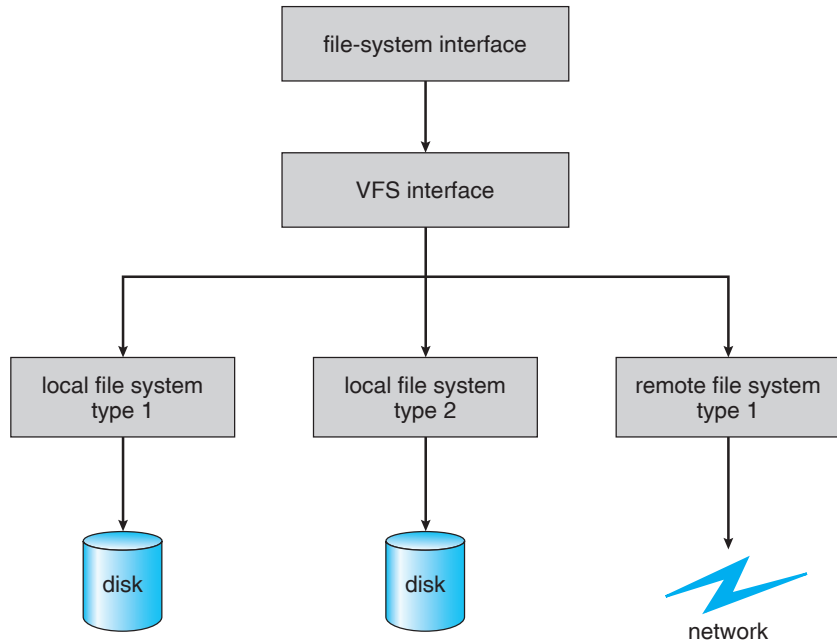 file-system interface
VFS interface
local file system
type 1
local file system
type 2
remote file system
type 1
disk
disk
network